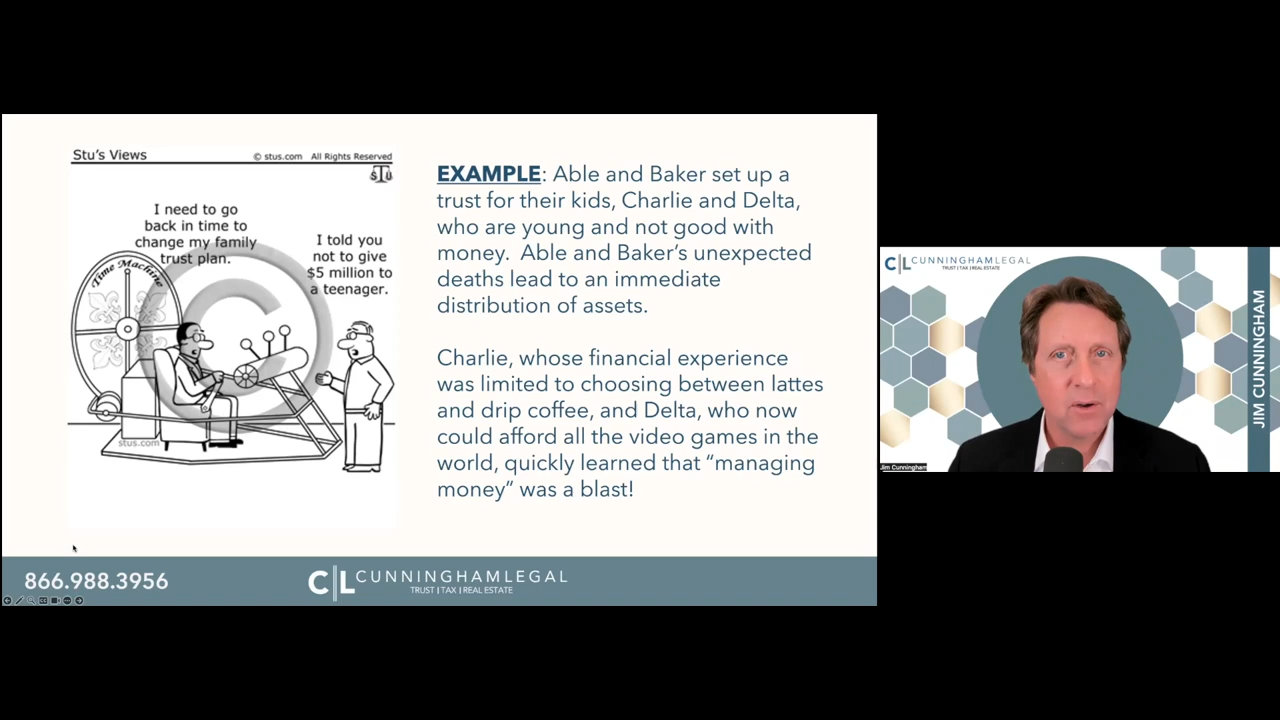 Stu's Views
© stus.com All Rights Reserved
STU
I need to go
back in time to
change my family
trust plan.
I told you
not to give
$5 million to
a teenager.
Time Machine
stus.com
EXAMPLE: Able and Baker set up a
trust for their kids, Charlie and Delta,
who are young and not good with
money.  Able and Baker's unexpected
deaths lead to an immediate
distribution of assets.
Charlie, whose financial experience
was limited to choosing between lattes
and drip coffee, and Delta, who now
could afford all the video games in the
world, quickly learned that “managing
money” was a blast!
866.988.3956
C|L CUNNINGHAMLEGAL
TRUST | TAX | REAL ESTATE
C|L CUNNINGHAMLEGAL
TRUST | TAX | REAL ESTATE
JIM CUNNINGHAM
Jim Cunningham